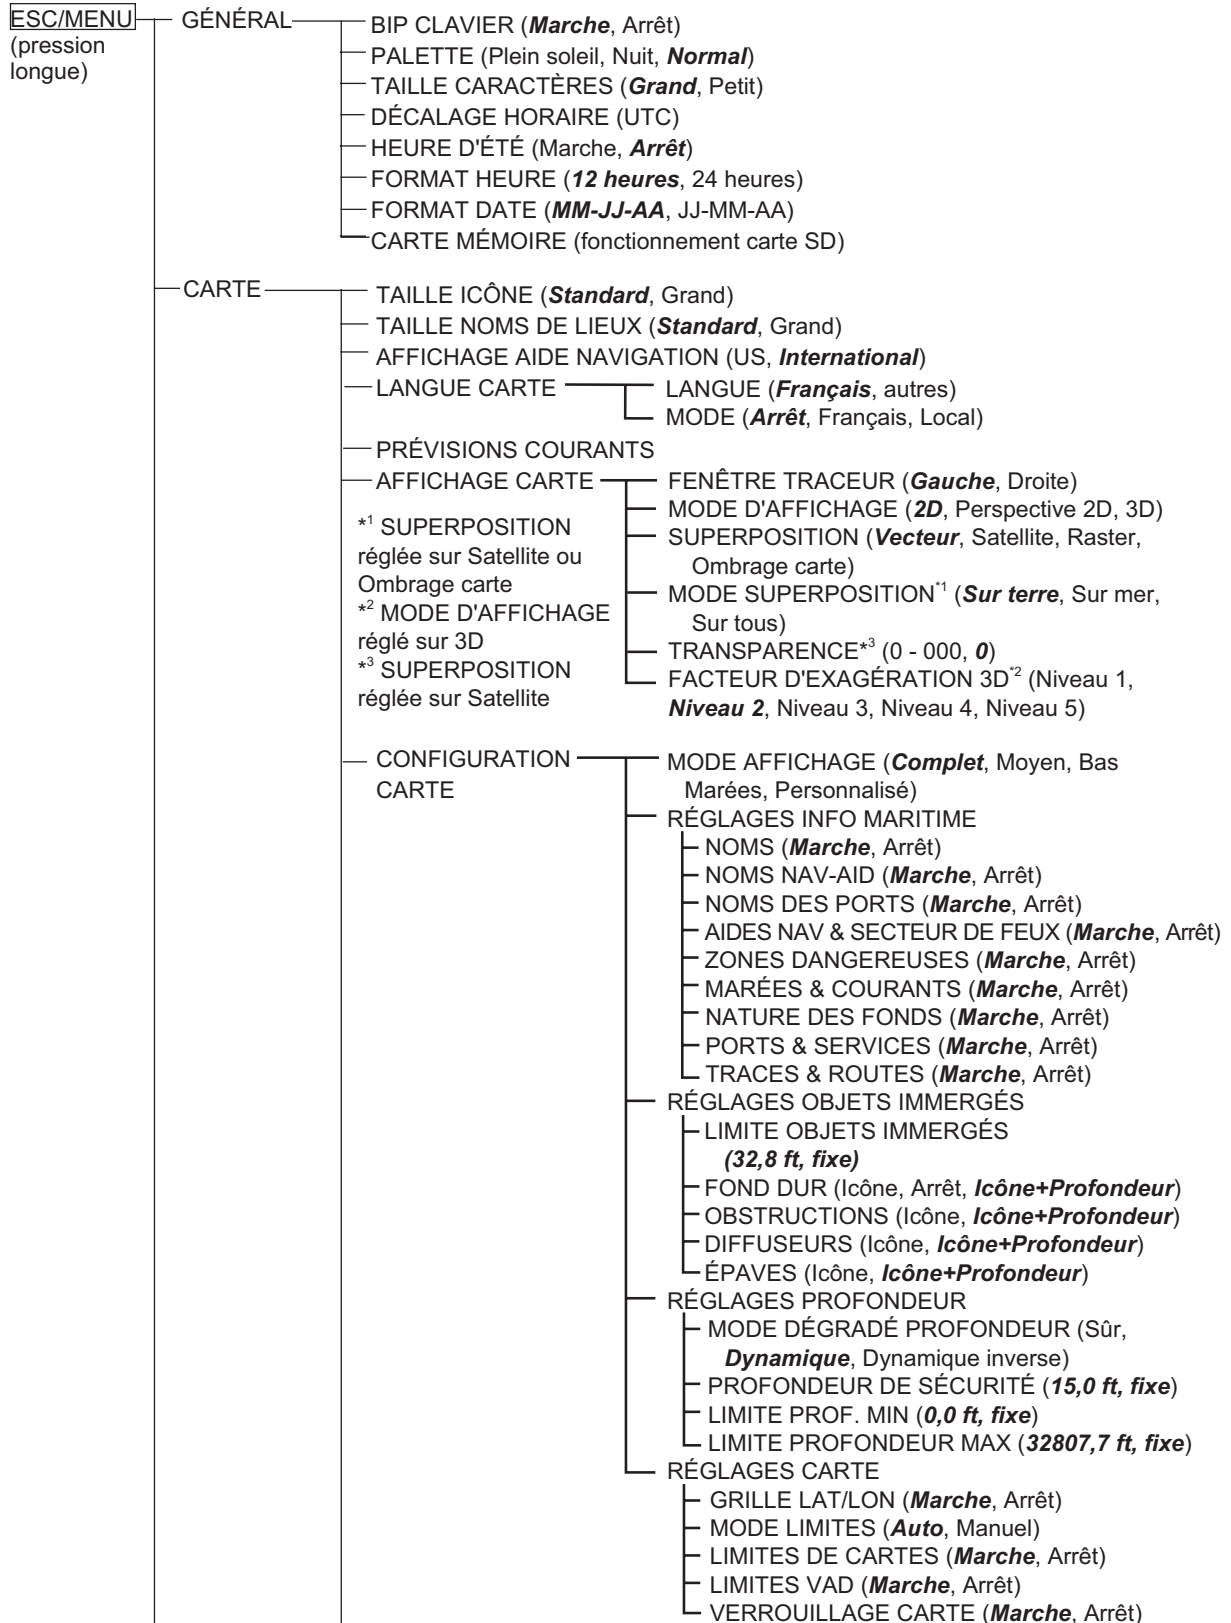 ESC/MENU
(pression
longue)
GÉNÉRAL
BIP CLAVIER (Marche, Arrêt)
PALETTE (Plein soleil, Nuit, Normal)
TAILLE CARACTÈRES (Grand, Petit)
DÉCALAGE HORAIRE (UTC)
HEURE D'ÉTÉ (Marche, Arrêt)
FORMAT HEURE (12 heures, 24 heures)
FORMAT DATE (MM-JJ-AA, JJ-MM-AA)
CARTE MÉMOIRE (fonctionnement carte SD)
CARTE
TAILLE ICÔNE (Standard, Grand)
TAILLE NOMS DE LIEUX (Standard, Grand)
AFFICHAGE AIDE NAVIGATION (US, International)
LANGUE CARTE
LANGUE (Français, autres)
MODE (Arrêt, Français, Local)
PRÉVISIONS COURANTS
AFFICHAGE CARTE
FENÊTRE TRACEUR (Gauche, Droite)
MODE D'AFFICHAGE (2D, Perspective 2D, 3D)
SUPERPOSITION (Vecteur, Satellite, Raster,
Ombrage carte)
MODE SUPERPOSITION*1 (Sur terre, Sur mer,
Sur tous)
TRANSPARENCE*3 (0 - 000, 0)
FACTEUR D'EXAGÉRATION 3D*2 (Niveau 1,
Niveau 2, Niveau 3, Niveau 4, Niveau 5)
*1 SUPERPOSITION
réglée sur Satellite ou
Ombrage carte
*2 MODE D'AFFICHAGE
réglé sur 3D
*3 SUPERPOSITION
réglée sur Satellite
CONFIGURATION
CARTE
MODE AFFICHAGE (Complet, Moyen, Bas
Marées, Personnalisé)
RÉGLAGES INFO MARITIME
NOMS (Marche, Arrêt)
NOMS NAV-AID (Marche, Arrêt)
NOMS DES PORTS (Marche, Arrêt)
AIDES NAV & SECTEUR DE FEUX (Marche, Arrêt)
ZONES DANGEREUSES (Marche, Arrêt)
MARÉES & COURANTS (Marche, Arrêt)
NATURE DES FONDS (Marche, Arrêt)
PORTS & SERVICES (Marche, Arrêt)
TRACES & ROUTES (Marche, Arrêt)
RÉGLAGES OBJETS IMMERGÉS
LIMITE OBJETS IMMERGÉS
(32,8 ft, fixe)
FOND DUR (Icône, Arrêt, Icône+Profondeur)
OBSTRUCTIONS (Icône, Icône+Profondeur)
DIFFUSEURS (Icône, Icône+Profondeur)
ÉPAVES (Icône, Icône+Profondeur)
RÉGLAGES PROFONDEUR
MODE DÉGRADÉ PROFONDEUR (Sûr,
Dynamique, Dynamique inverse)
PROFONDEUR DE SÉCURITÉ (15,0 ft, fixe)
LIMITE PROF. MIN (0,0 ft, fixe)
LIMITE PROFONDEUR MAX (32807,7 ft, fixe)
RÉGLAGES CARTE
GRILLE LAT/LON (Marche, Arrêt)
MODE LIMITES (Auto, Manuel)
LIMITES DE CARTES (Marche, Arrêt)
LIMITES VAD (Marche, Arrêt)
VERROUILLAGE CARTE (Marche, Arrêt)